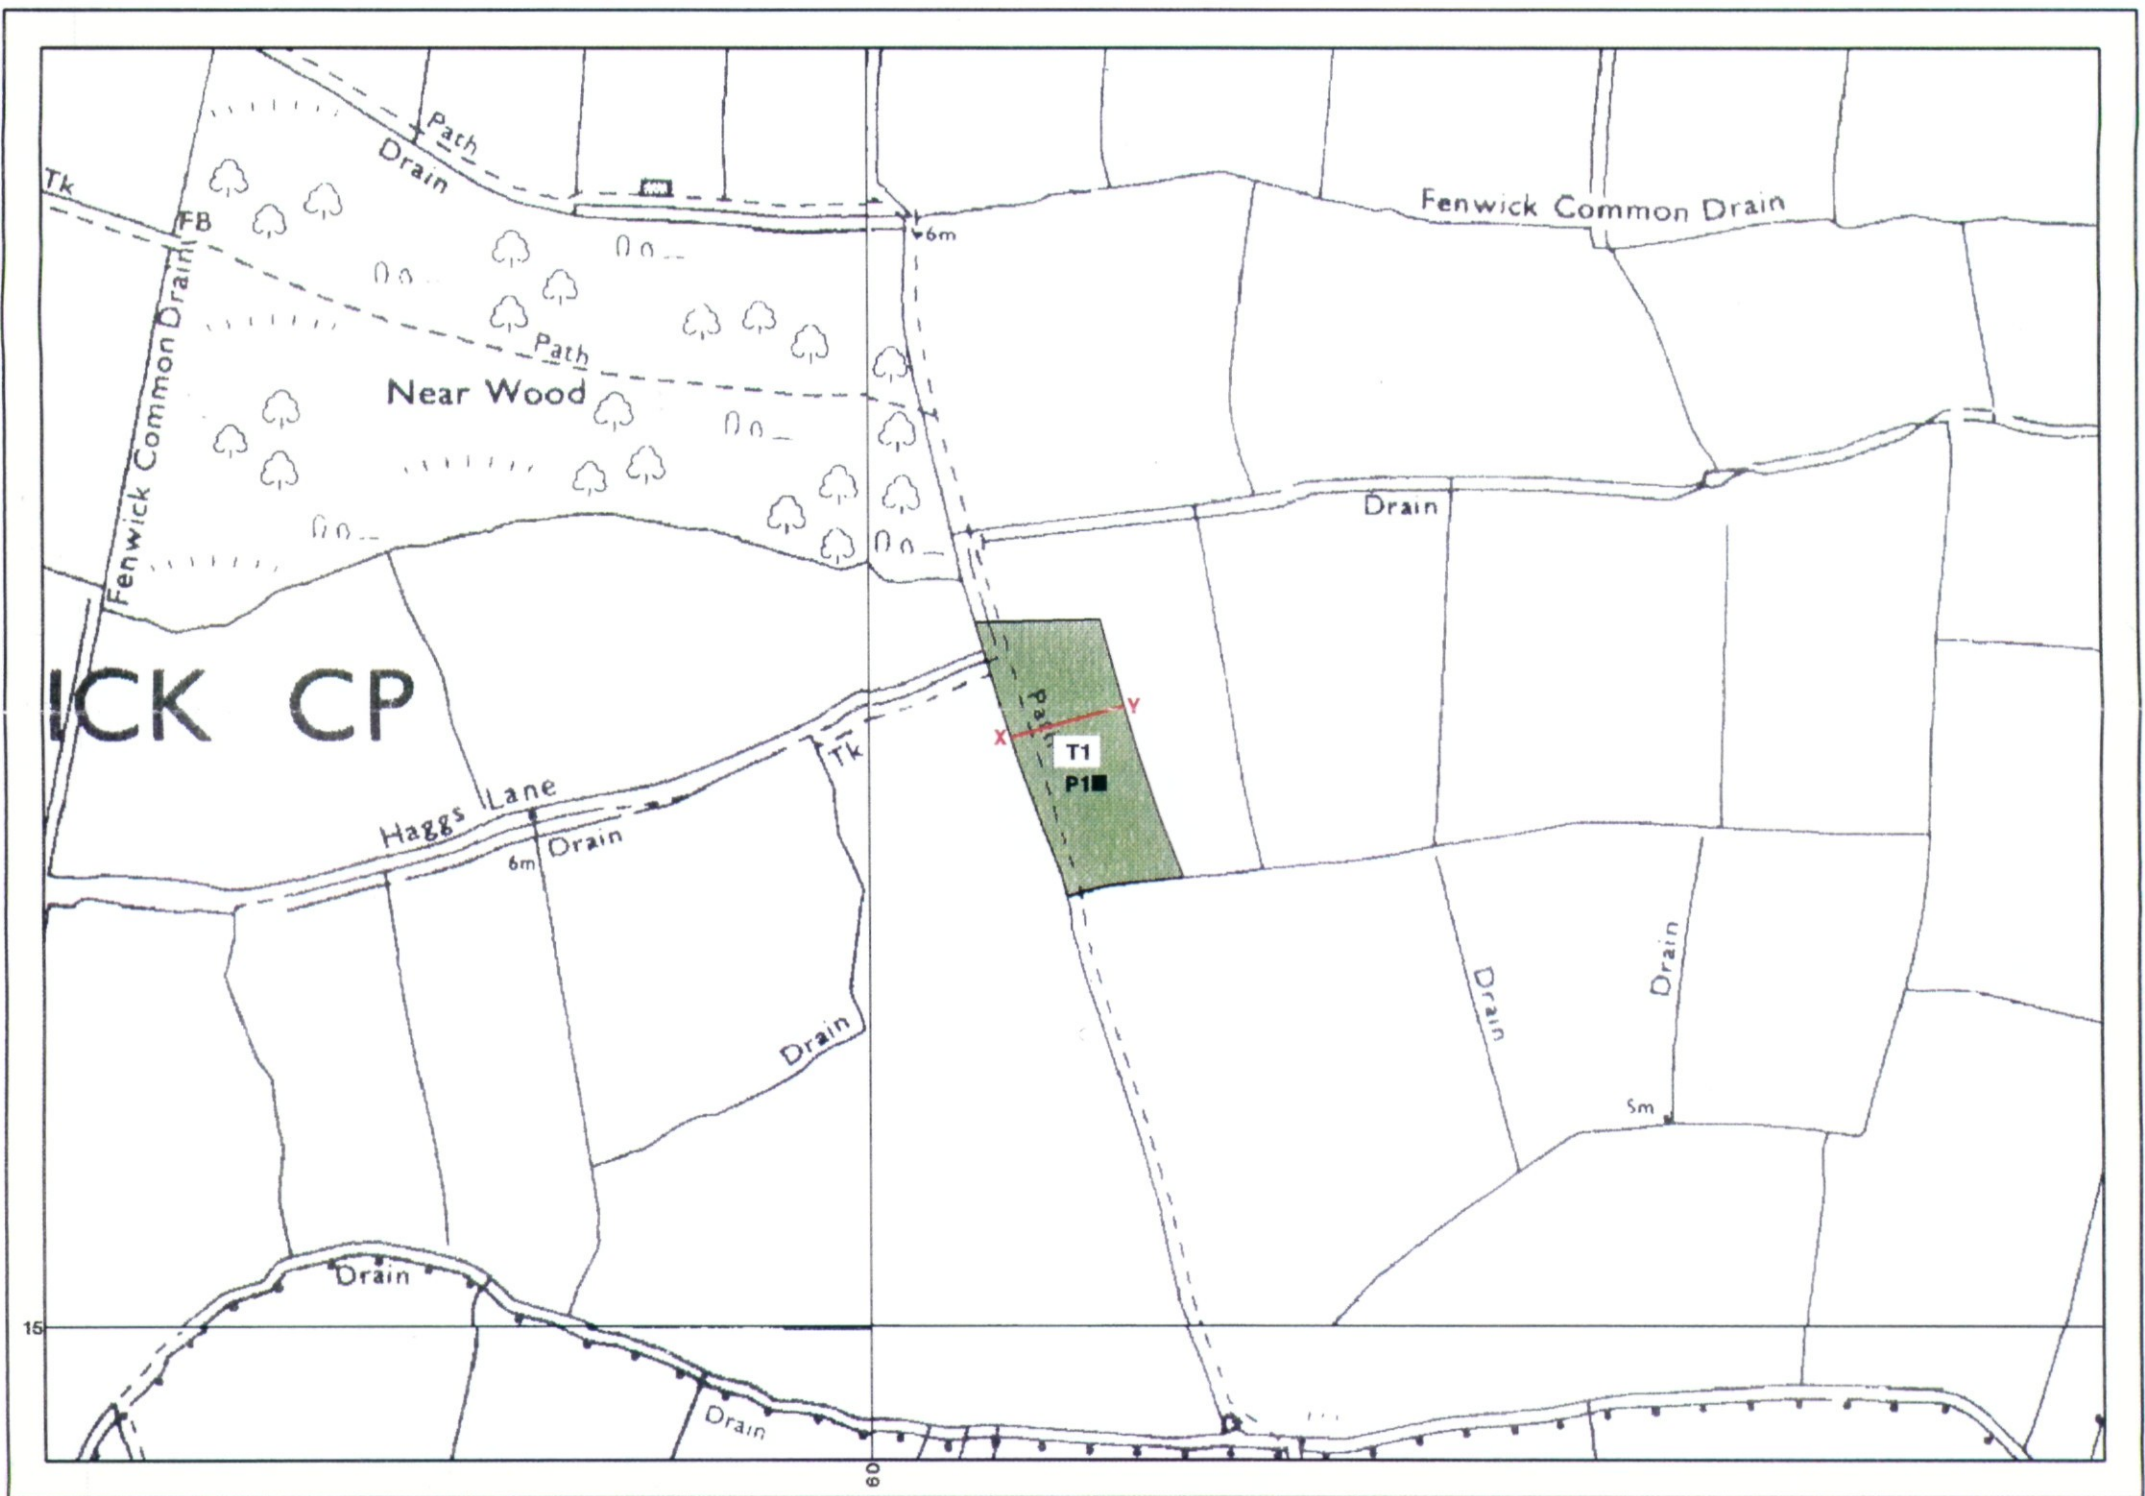 Path
Drain
Tk
FB
Fenwick Common Drain
6m
Fenwick Common Drain
Path
Near Wood
Drain
ICK CP
Path
Y
X
T1
P1
Tk
Haggs Lane
Drain
6m
Drain
Drain
Drain
5m
Drain
15
Drain
60